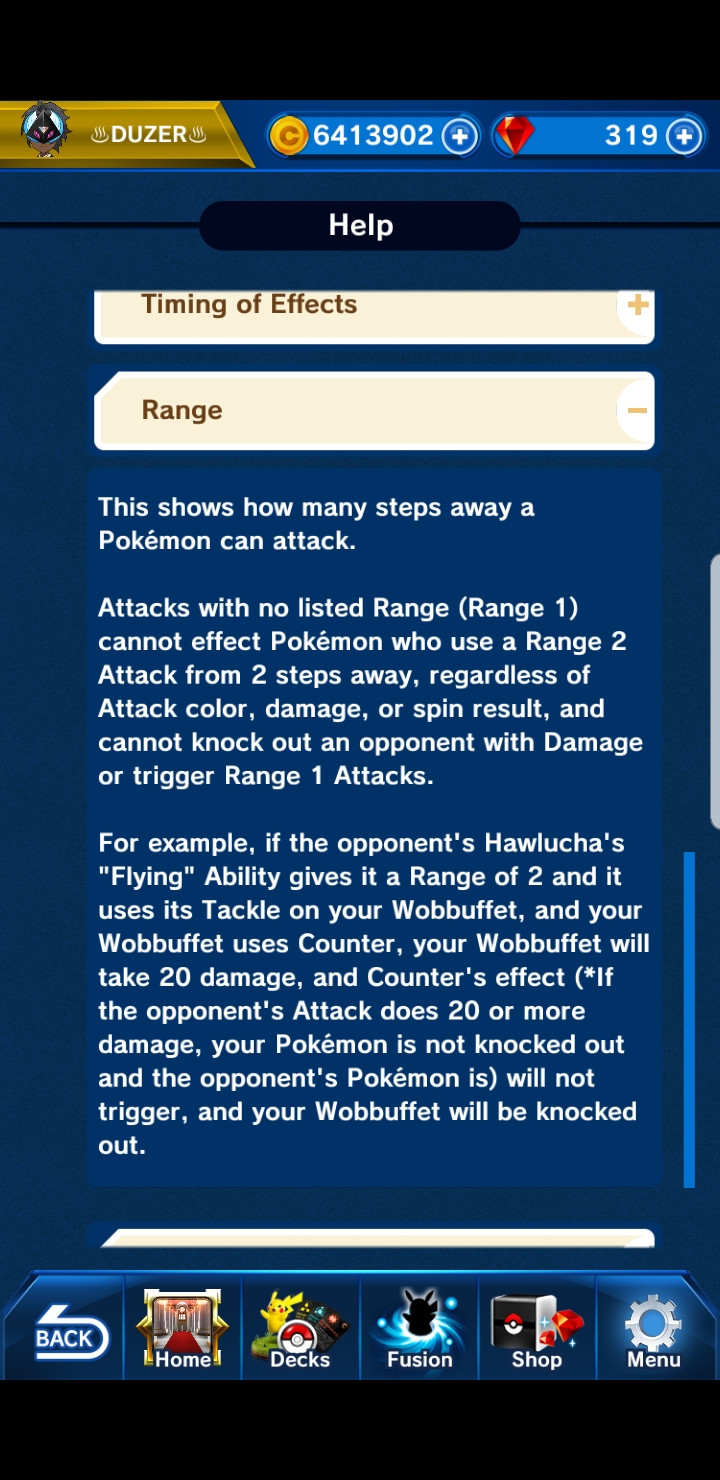 ♨DUZER♨ 6413902 319
Help
Timing of Effects
Range
This shows how many steps away a
Pokémon can attack.
Attacks with no listed Range (Range 1)
cannot effect Pokémon who use a Range 2
Attack from 2 steps away, regardless of
Attack color, damage, or spin result, and
cannot knock out an opponent with Damage
or trigger Range 1 Attacks.
For example, if the opponent's Hawlucha's
"Flying" Ability gives it a Range of 2 and it
uses its Tackle on your Wobbuffet, and your
Wobbuffet uses Counter, your Wobbuffet will
take 20 damage, and Counter's effect (*If
the opponent's Attack does 20 or more
damage, your Pokémon is not knocked out
and the opponent's Pokémon is) will not
trigger, and your Wobbuffet will be knocked
out.
BACK Home Decks Fusion Shop Menu